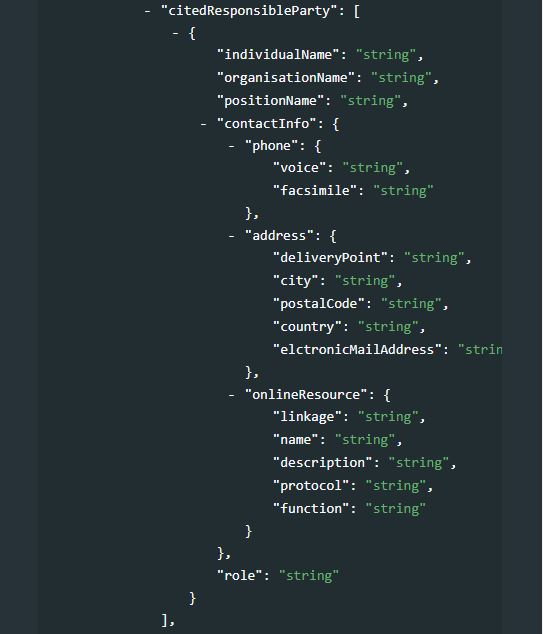 - "citedResponsibleParty": [
- {
"individualName": "string",
"organisationName": "string",
"positionName": "string",
- "contactInfo": {
- "phone": {
"voice": "string",
"facsimile": "string"
},
- "address": {
"deliveryPoint": "string",
"city": "string",
"postalCode": "string",
"country": "string",
"elctronicMailAddress": "strin
},
- "onlineResource": {
"linkage": "string",
"name": "string",
"description": "string",
"protocol": "string",
"function": "string"
}
},
"role": "string"
}
],